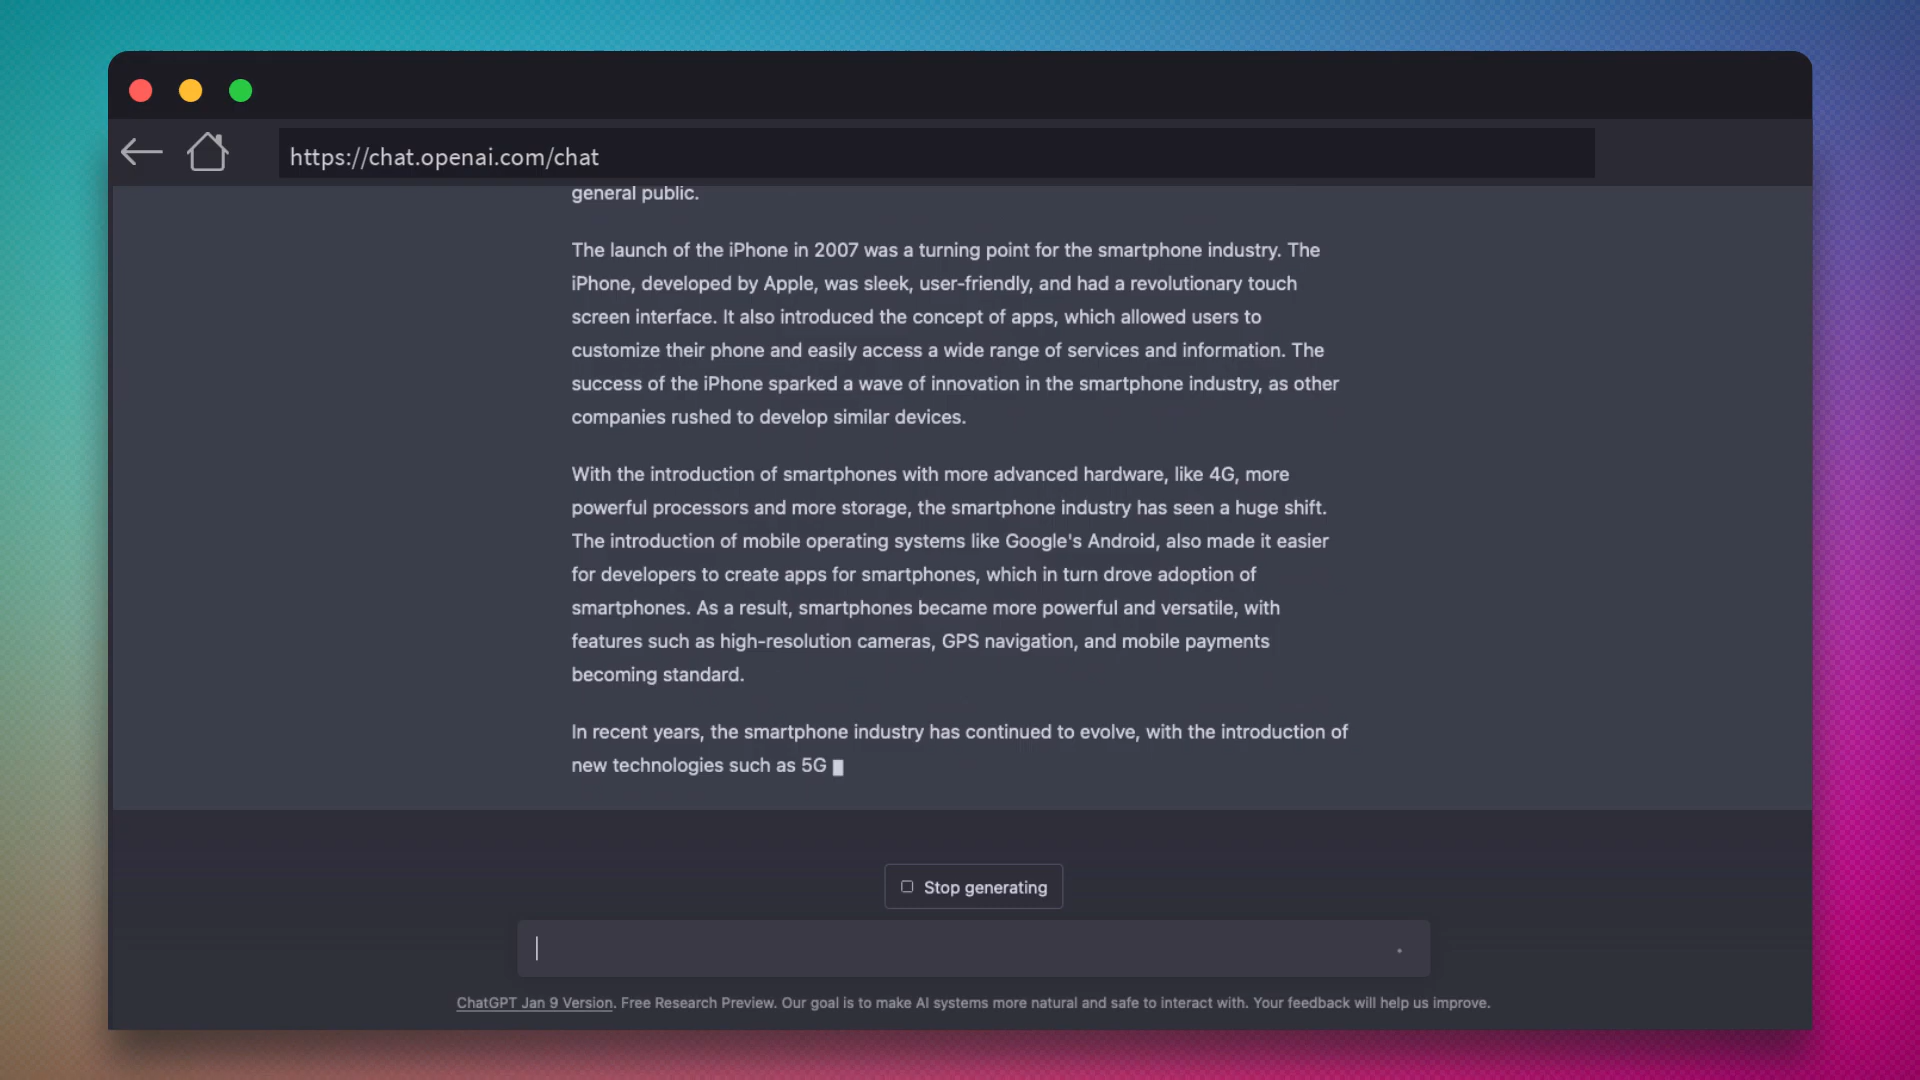 https://chat.openai.com/chat
general public.
The launch of the iPhone in 2007 was a turning point for the smartphone industry. The
iPhone, developed by Apple, was sleek, user-friendly, and had a revolutionary touch
screen interface. It also introduced the concept of apps, which allowed users to
customize their phone and easily access a wide range of services and information. The
success of the iPhone sparked a wave of innovation in the smartphone industry, as other
companies rushed to develop similar devices.
With the introduction of smartphones with more advanced hardware, like 4G, more
powerful processors and more storage, the smartphone industry has seen a huge shift.
The introduction of mobile operating systems like Google's Android, also made it easier
for developers to create apps for smartphones, which in turn drove adoption of
smartphones. As a result, smartphones became more powerful and versatile, with
features such as high-resolution cameras, GPS navigation, and mobile payments
becoming standard.
In recent years, the smartphone industry has continued to evolve, with the introduction of
new technologies such as 5G
Stop generating
ChatGPT Jan 9 Version. Free Research Preview. Our goal is to make AI systems more natural and safe to interact with. Your feedback will help us improve.